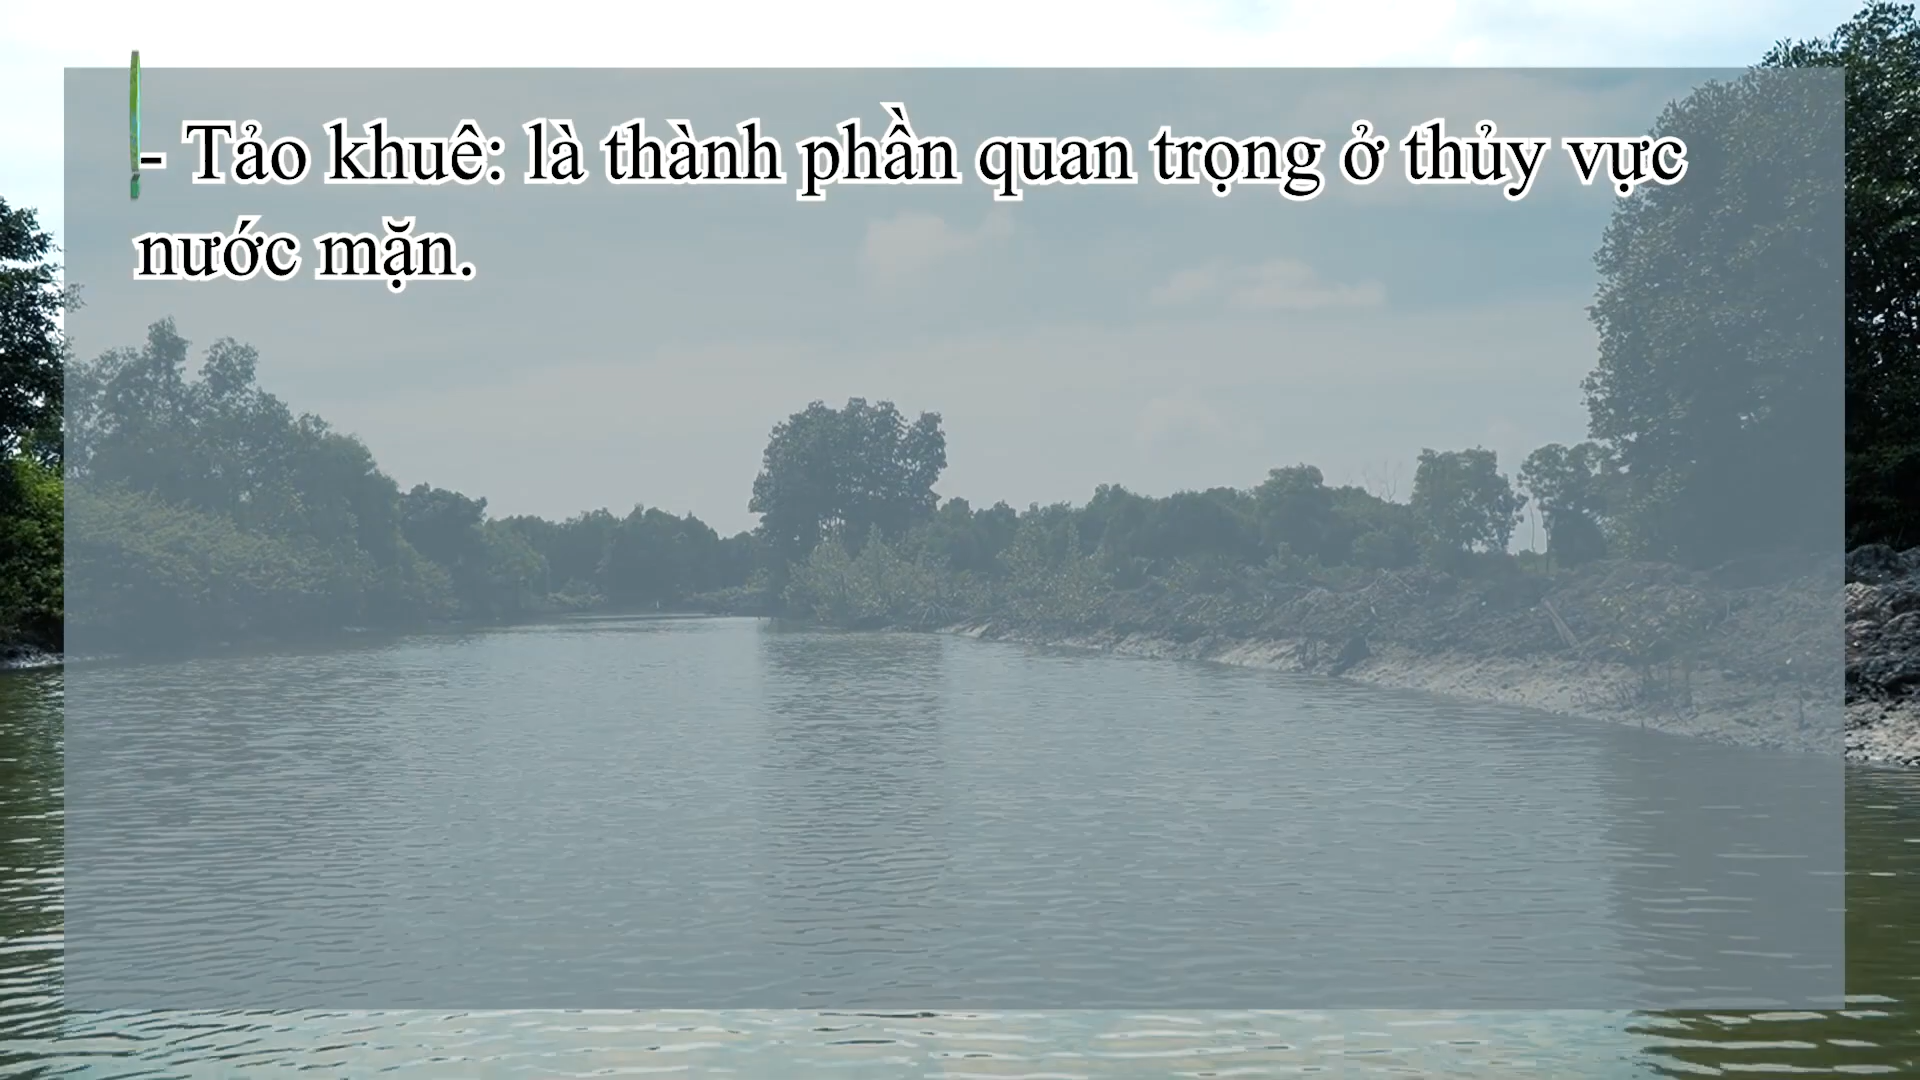 - Tảo khuê: là thành phần quan trọng ở thủy vực
nước mặn.